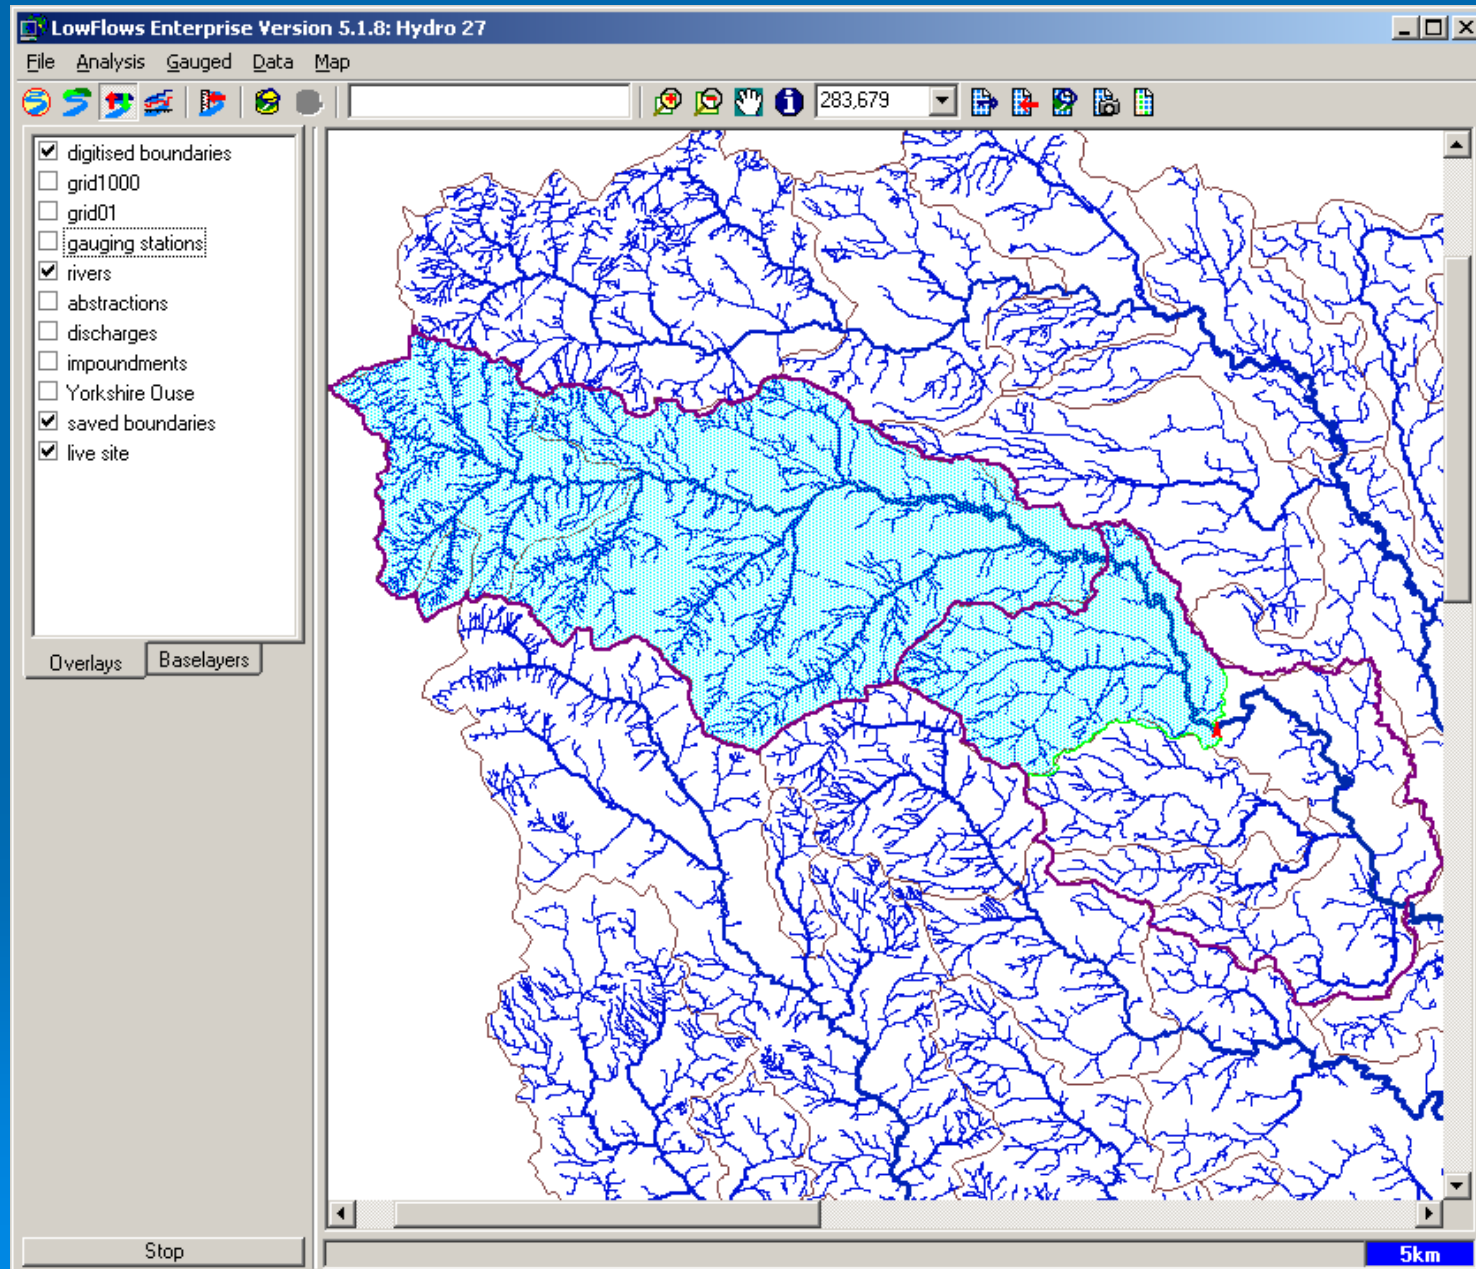 LowFlows Enterprise Version 5.1.8: Hydro 27
File Analysis Gauged Data Map
283,679
digitised boundaries
grid1000
grid01
gauging stations
rivers
abstractions
discharges
impoundments
Yorkshire Ouse
saved boundaries
live site
Overlays Baselayers
Stop
5km